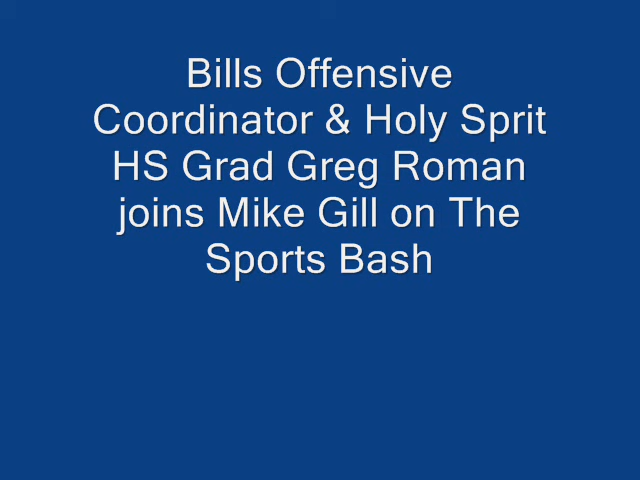 Bills Offensive
Coordinator & Holy Sprit
HS Grad Greg Roman
joins Mike Gill on The
Sports Bash